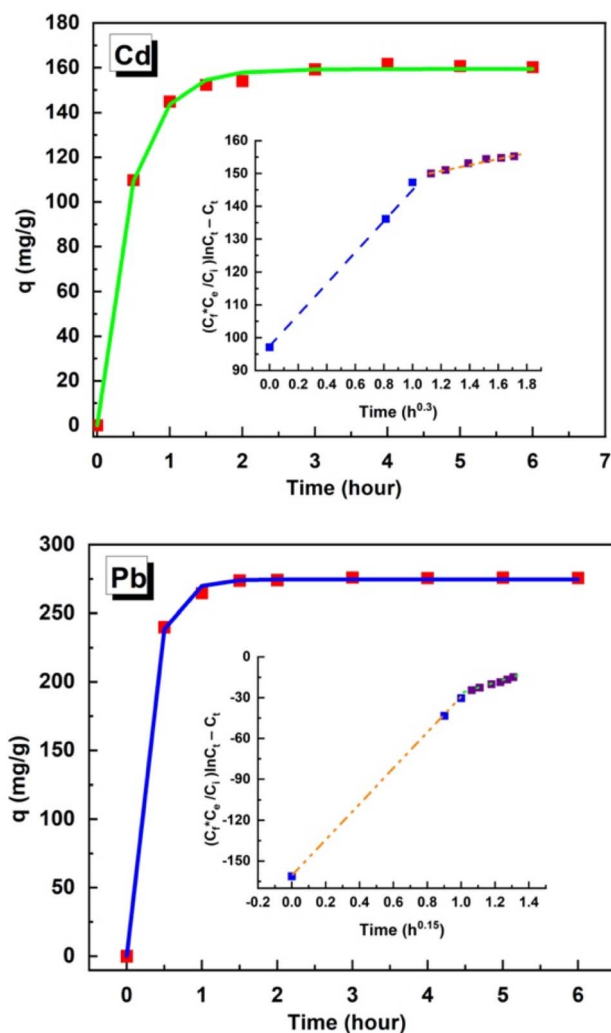 Cd
q (mg/g)
180
160
140
120
100
80
60
40
20
0
0 1 2 3 4 5 6 7
Time (hour)
(C_f*C_e /C_i )lnC_t – C_t
160
150
140
130
120
110
100
90
0.0 0.2 0.4 0.6 0.8 1.0 1.2 1.4 1.6 1.8
Time (h^0.3)
Pb
q (mg/g)
300
250
200
150
100
50
0
0 1 2 3 4 5 6
Time (hour)
(C_f*C_e /C_i )lnC_t – C_t
0
-30
-60
-90
-120
-150
-0.2 0.0 0.2 0.4 0.6 0.8 1.0 1.2 1.4
Time (h^0.15)